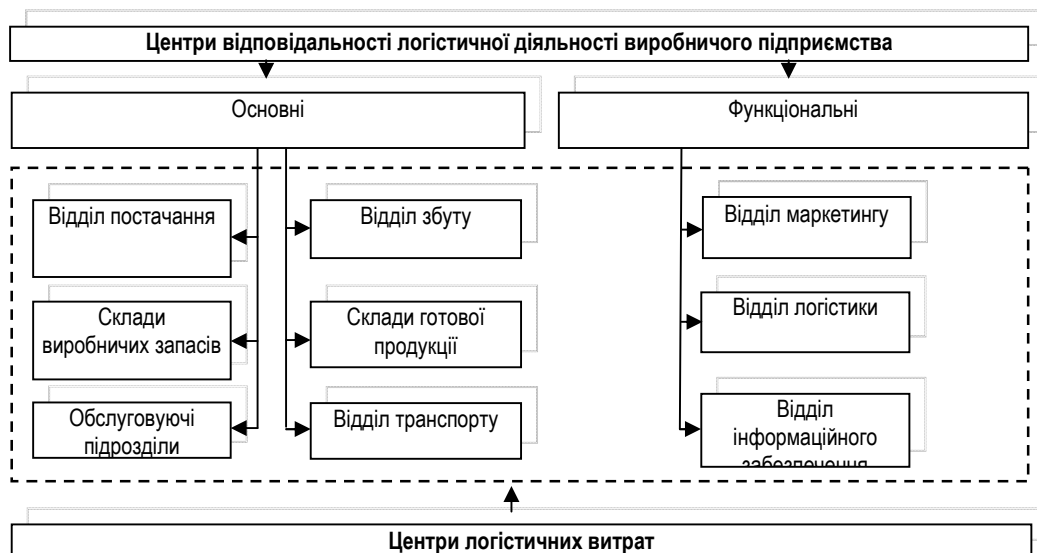 Центри відповідальності логістичної діяльності виробничого підприємства
Основні
Функціональні
Відділ постачання
Відділ збуту
Відділ маркетингу
Склади
виробничих запасів
Склади готової
продукції
Відділ логістики
Обслуговуючі
підрозділи
Відділ транспорту
Відділ
інформаційного
забезпечення
Центри логістичних витрат